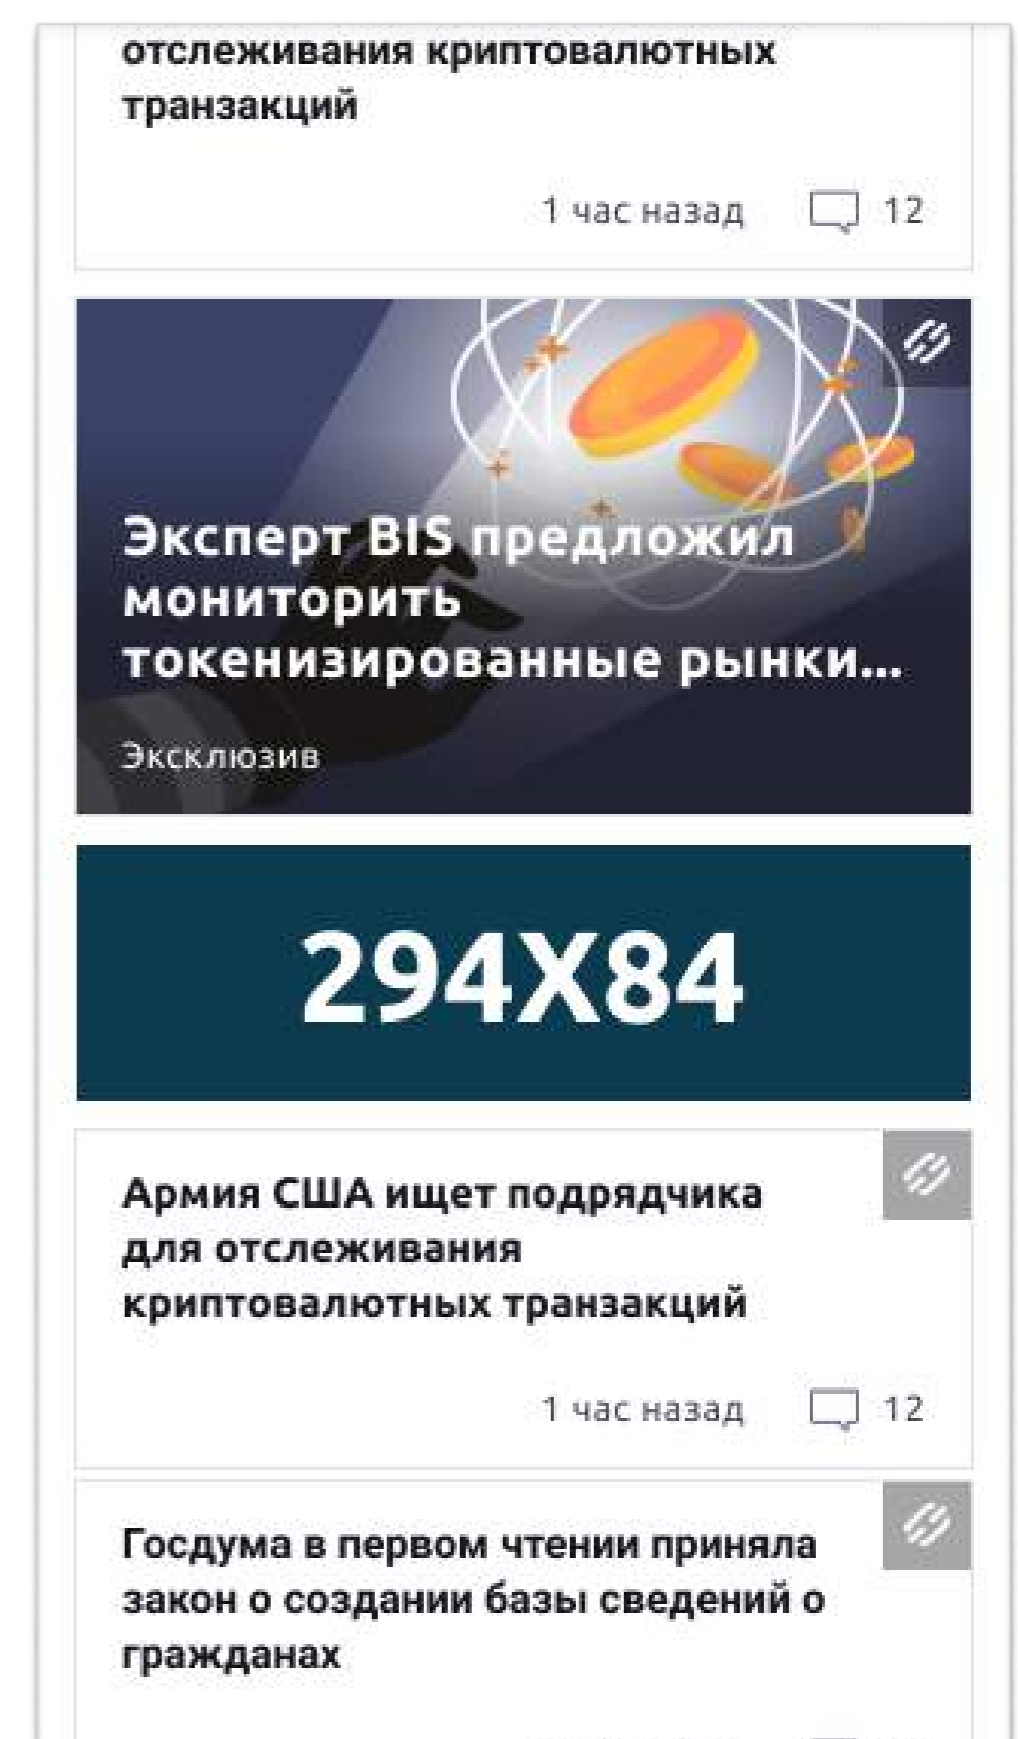 отслеживания криптовалютных
транзакций
1 час назад 12
Эксперт BIS предложил
мониторить
токенизированные рынки...
Эксклюзив
294X84
Армия США ищет подрядчика
для отслеживания
криптовалютных транзакций
1 час назад 12
Госдума в первом чтении приняла
закон о создании базы сведений о
гражданах